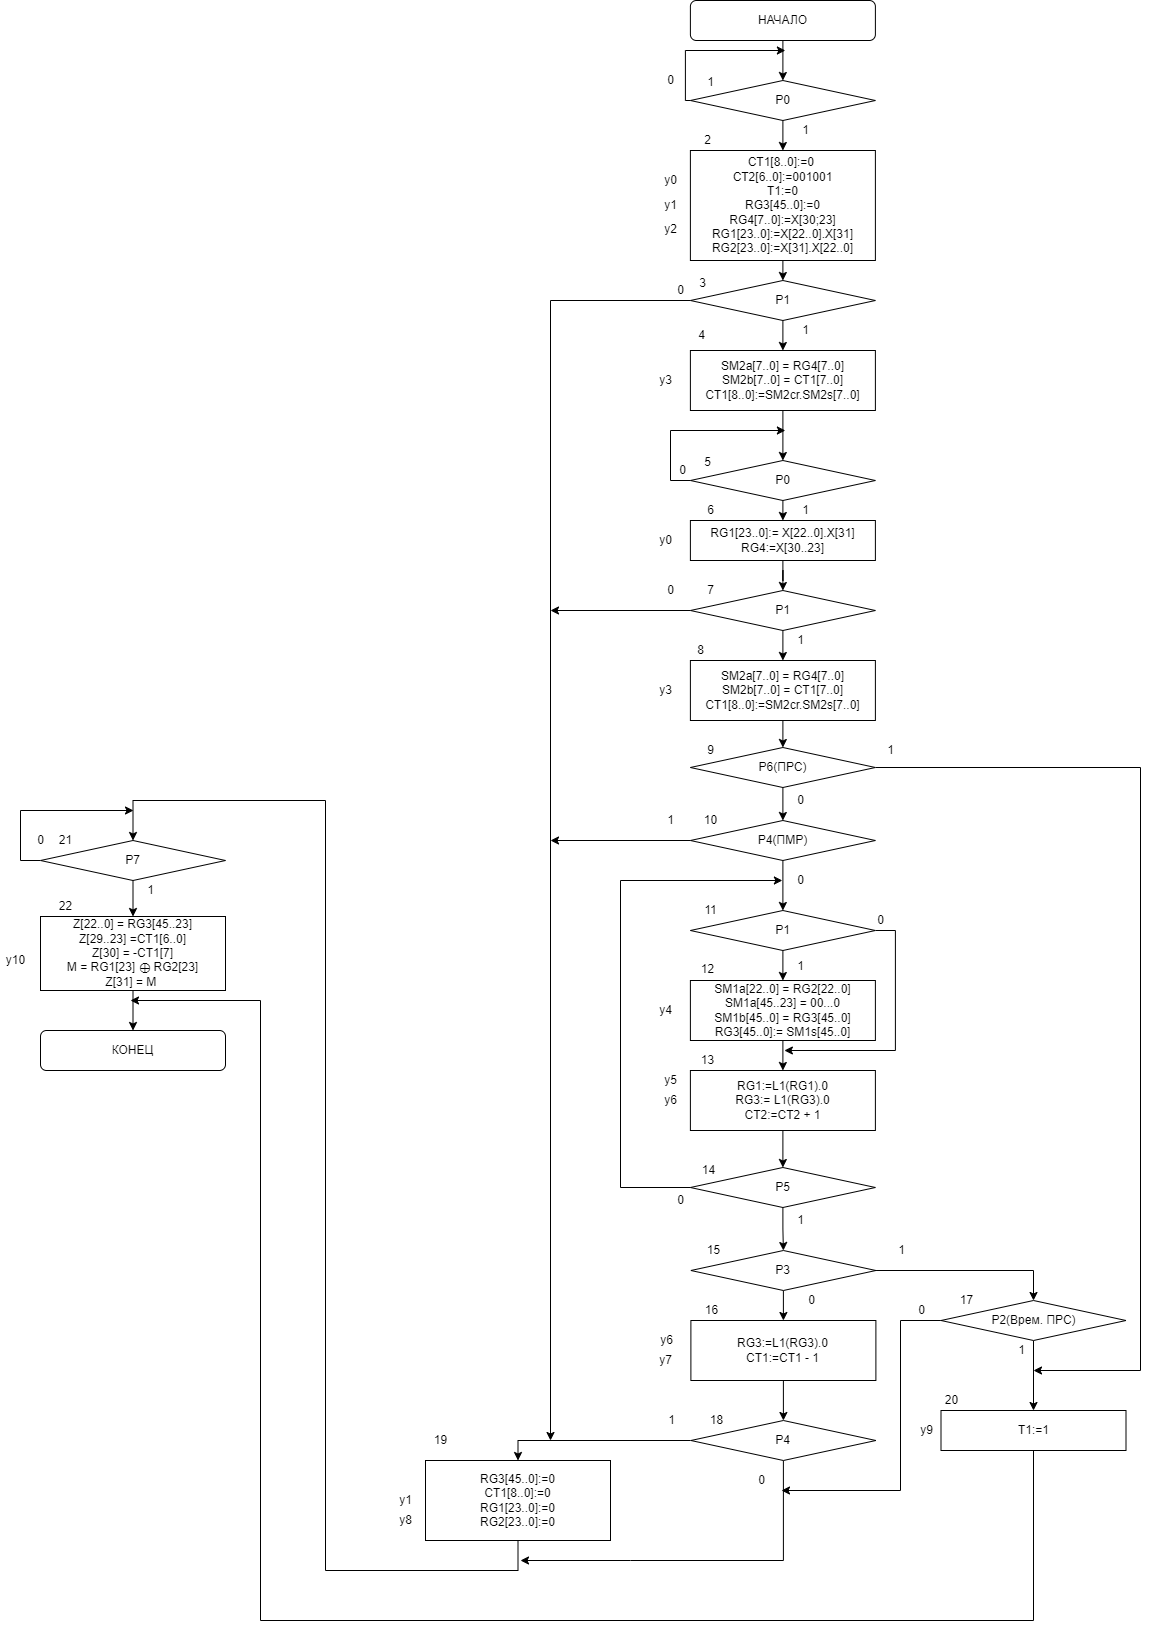 НАЧАЛО
0
1
P0
1
2
CT1[8..0]:=0
CT2[6..0]:=001001
T1:=0
RG3[45..0]:=0
RG4[7..0]:=X[30;23]
RG1[23..0]:=X[22..0].X[31]
RG2[23..0]:=X[31].X[22..0]
y0
y1
y2
0
3
P1
1
4
SM2a[7..0] = RG4[7..0]
SM2b[7..0] = CT1[7..0]
CT1[8..0]:=SM2cr.SM2s[7..0]
y3
0
5
P0
6
1
RG1[23..0]:= X[22..0].X[31]
RG4:=X[30..23]
y0
0
7
P1
1
8
SM2a[7..0] = RG4[7..0]
SM2b[7..0] = CT1[7..0]
CT1[8..0]:=SM2cr.SM2s[7..0]
y3
9
1
P6(ПРС)
0
1
10
P4(ПМР)
0
11
0
P1
12
1
SM1a[22..0] = RG2[22..0]
SM1a[45..23] = 00...0
SM1b[45..0] = RG3[45..0]
RG3[45..0]:= SM1s[45..0]
y4
13
y5
y6
RG1:=L1(RG1).0
RG3:= L1(RG3).0
CT2:=CT2 + 1
14
P5
0
1
15
1
P3
0
16
y6
y7
RG3:=L1(RG3).0
CT1:=CT1 - 1
0
17
P2(Врем. ПРС)
1
1
18
P4
0
20
y9
T1:=1
19
RG3[45..0]:=0
CT1[8..0]:=0
RG1[23..0]:=0
RG2[23..0]:=0
y1
y8
0
21
P7
1
22
Z[22..0] = RG3[45..23]
Z[29..23] =CT1[6..0]
Z[30] = -CT1[7]
M = RG1[23] ⊕ RG2[23]
Z[31] = M
y10
КОНЕЦ